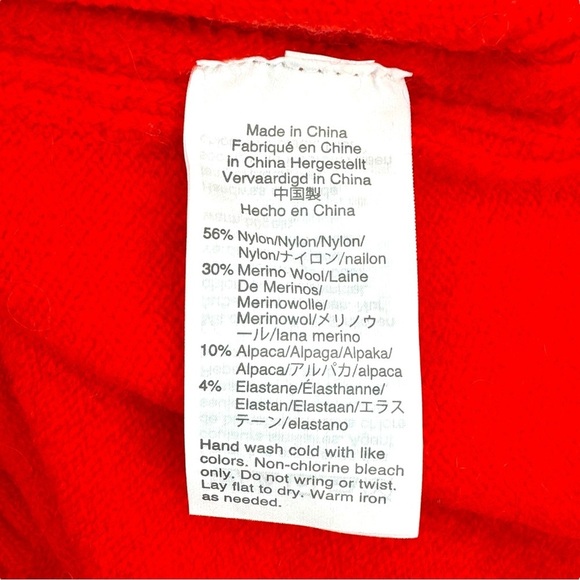 Made in China
Fabriqué en Chine
in China Hergestellt
Vervaardigd in China
中国製
Hecho en China
56% Nylon/Nylon/Nylon/
Nylon/ナイロン/nailon
30% Merino Wool/Laine
De Merinos/
Merinowolle/
Merinowol/メリノウ
ール/lana merino
10% Alpaca/Alpaga/Alpaka/
Alpaca/アルパカ/alpaca
4% Elastane/Élasthanne/
Elastan/Elastaan/エラス
テーン/elastano
Hand wash cold with like
colors. Non-chlorine bleach
only. Do not wring or twist.
Lay flat to dry. Warm iron
as needed.